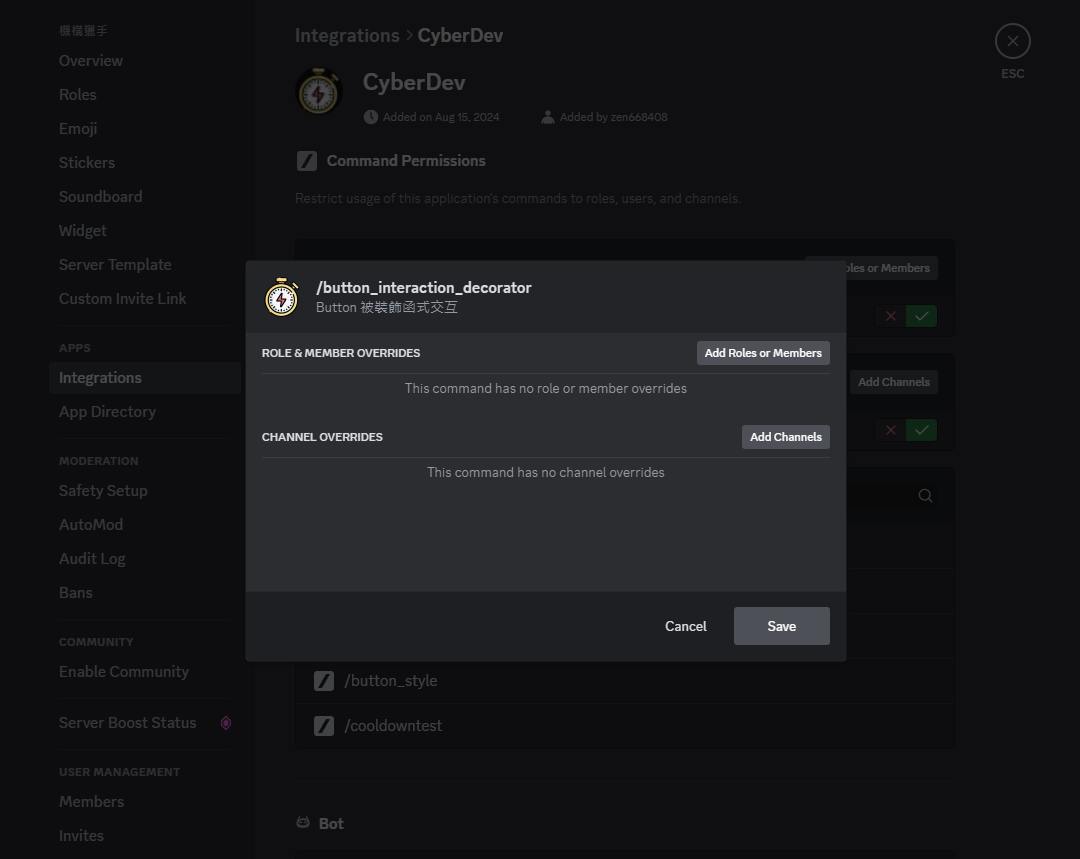 機構獵手
Overview
Roles
Emoji
Stickers
Soundboard
Widget
Server Template
Custom Invite Link
APPS
Integrations
App Directory
MODERATION
Safety Setup
AutoMod
Audit Log
Bans
COMMUNITY
Enable Community
Server Boost Status
USER MANAGEMENT
Members
Invites
Integrations > CyberDev
ESC
CyberDev
Added on Aug 15, 2024
Added by zen668408
Command Permissions
Restrict usage of this application's commands to roles, users, and channels.
oles or Members
Add Channels
/button_interaction_decorator
Button 被裝飾函式交互
ROLE & MEMBER OVERRIDES
Add Roles or Members
This command has no role or member overrides
CHANNEL OVERRIDES
Add Channels
This command has no channel overrides
Cancel
Save
/button_style
/cooldowntest
Bot